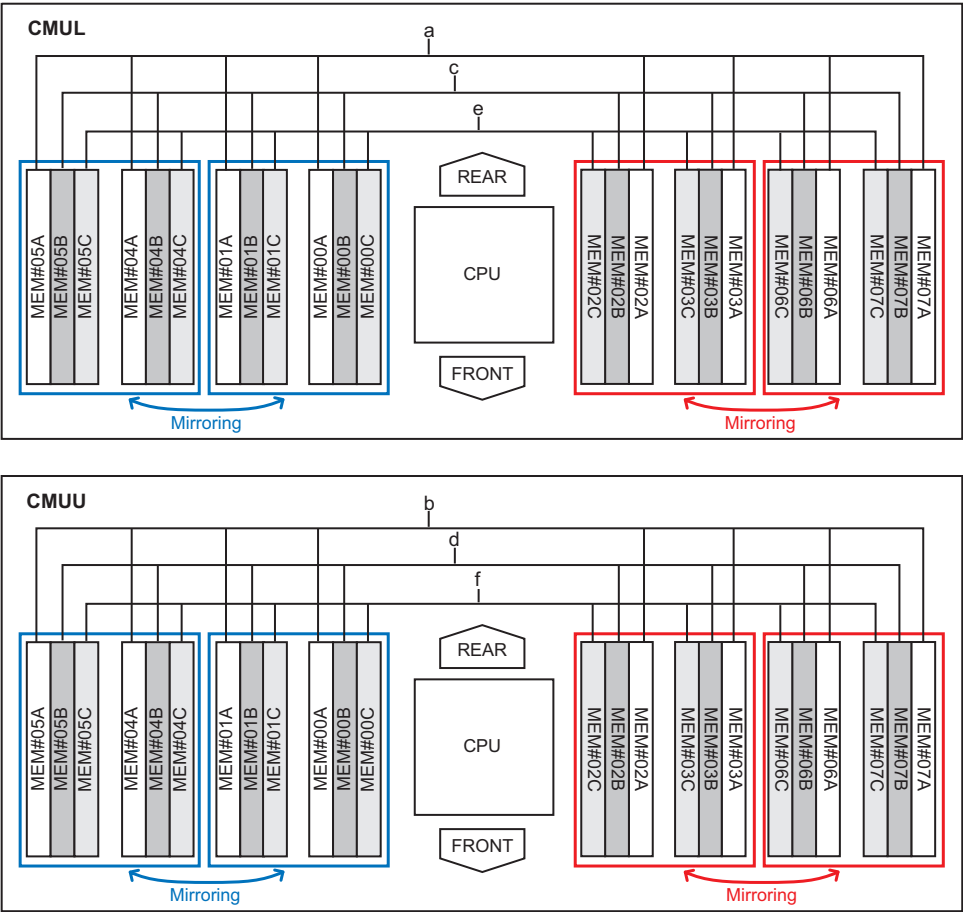 CMUL
a
c
e
MEM#05A
MEM#05B
MEM#05C
MEM#04A
MEM#04B
MEM#04C
MEM#01A
MEM#01B
MEM#01C
MEM#00A
MEM#00B
MEM#00C
REAR
CPU
FRONT
MEM#02C
MEM#02B
MEM#02A
MEM#03C
MEM#03B
MEM#03A
MEM#06C
MEM#06B
MEM#06A
MEM#07C
MEM#07B
MEM#07A
Mirroring
Mirroring
CMUU
b
d
f
MEM#05A
MEM#05B
MEM#05C
MEM#04A
MEM#04B
MEM#04C
MEM#01A
MEM#01B
MEM#01C
MEM#00A
MEM#00B
MEM#00C
REAR
CPU
FRONT
MEM#02C
MEM#02B
MEM#02A
MEM#03C
MEM#03B
MEM#03A
MEM#06C
MEM#06B
MEM#06A
MEM#07C
MEM#07B
MEM#07A
Mirroring
Mirroring